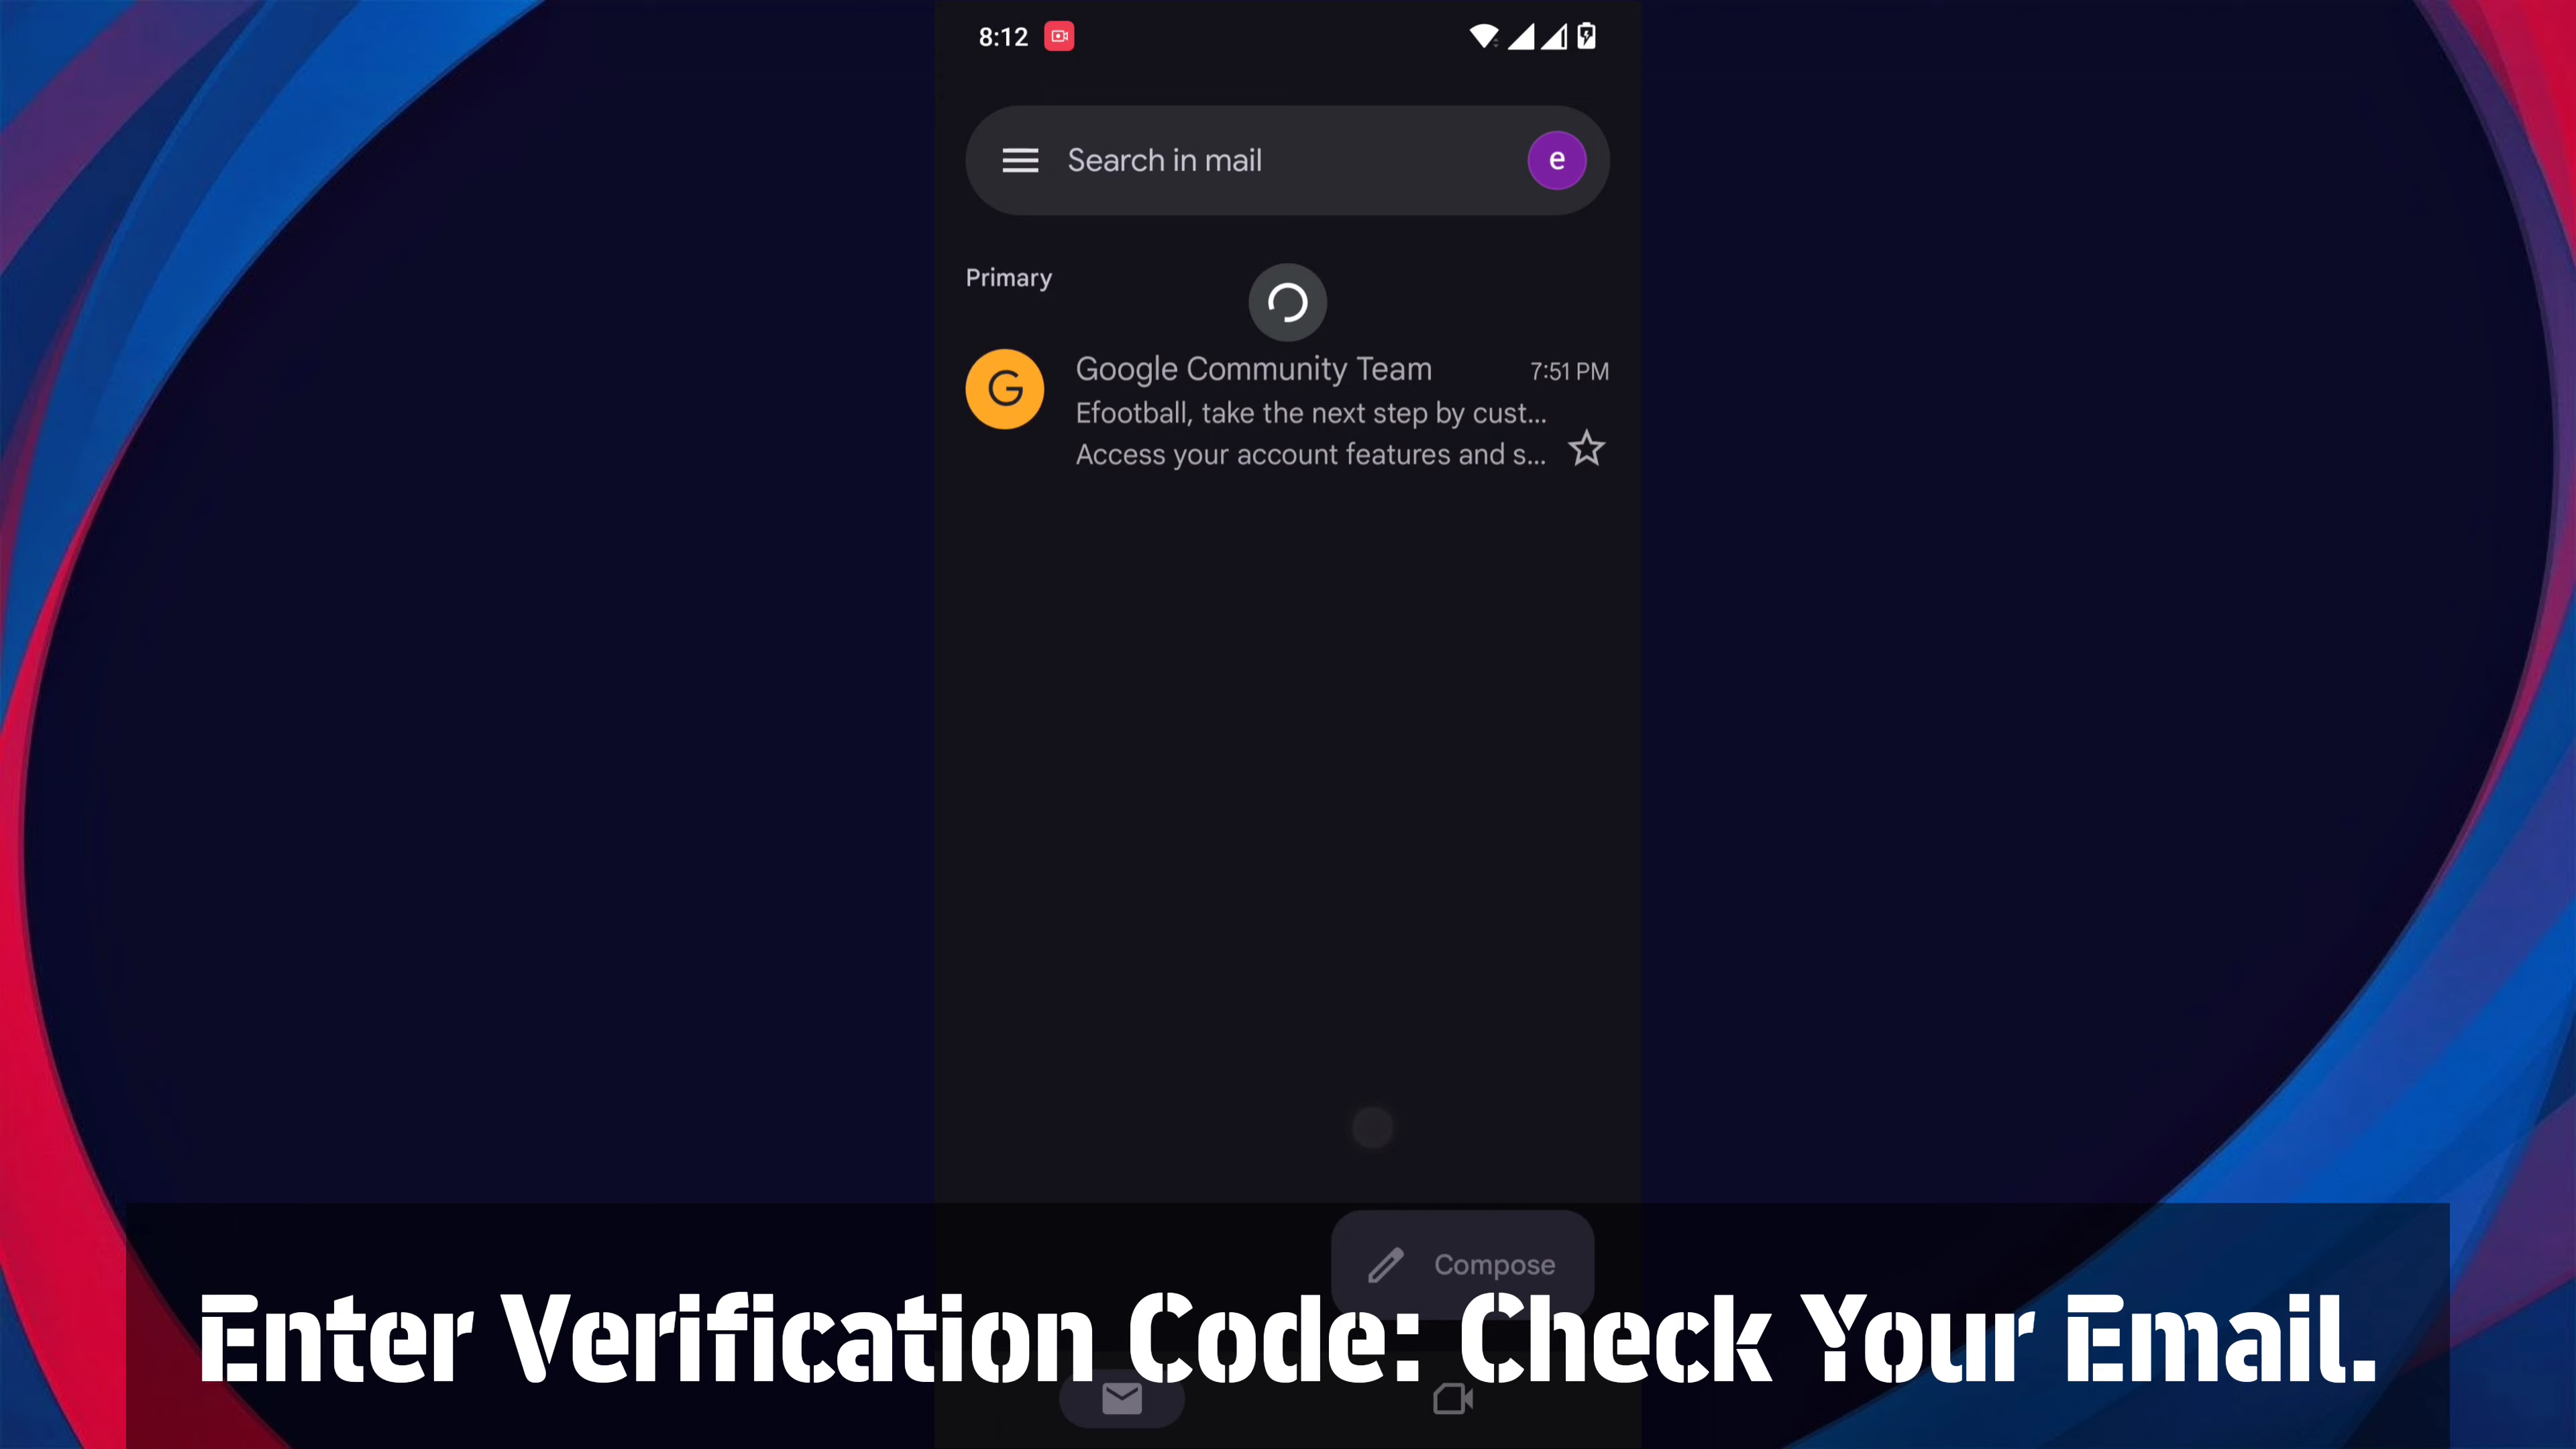 8:12
Search in mail
e
Primary
G
Google Community Team
7:51 PM
Efootball, take the next step by cust...
Access your account features and s...
Compose
Enter Verification Code: Check Your Email.